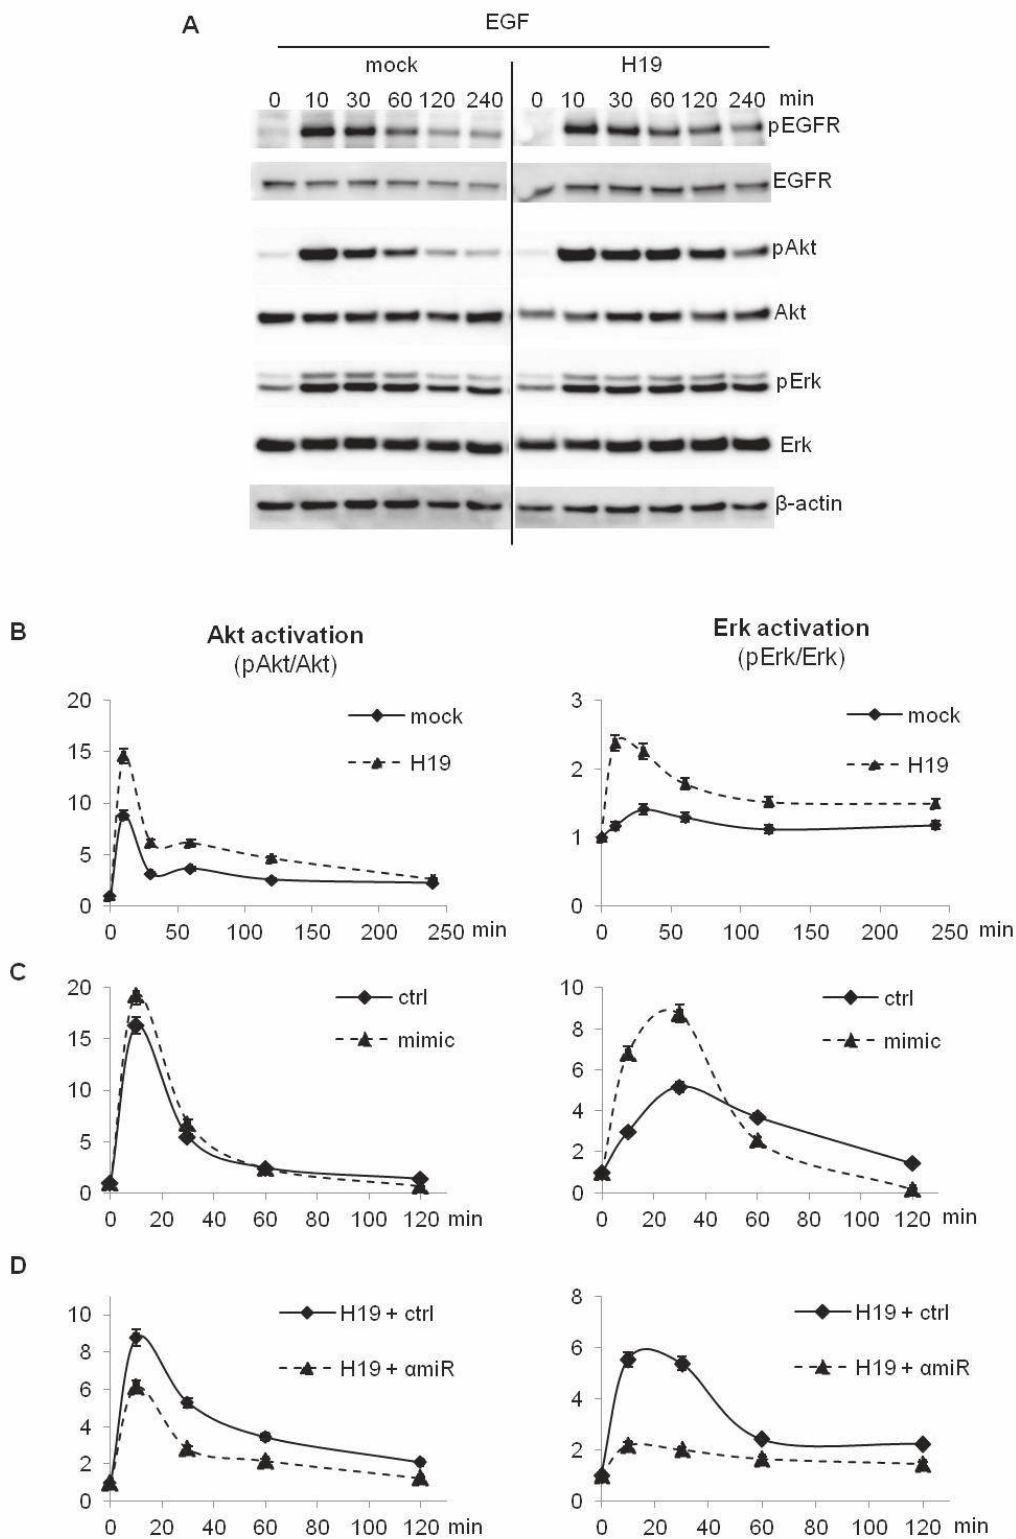 A
EGF
mock H19
0 10 30 60 120 240 0 10 30 60 120 240 min
pEGFR
EGFR
pAkt
Akt
pErk
Erk
β-actin
B
Akt activation
(pAkt/Akt)
20
15
10
5
0
mock
H19
0 50 100 150 200 250 min
Erk activation
(pErk/Erk)
3
2
1
0
mock
H19
0 50 100 150 200 250 min
C
20
15
10
5
0
ctrl
mimic
0 20 40 60 80 100 120 min
10
8
6
4
2
0
ctrl
mimic
0 20 40 60 80 100 120 min
D
10
8
6
4
2
0
H19 + ctrl
H19 + αmiR
0 20 40 60 80 100 120 min
8
6
4
2
0
H19 + ctrl
H19 + αmiR
0 20 40 60 80 100 120 min